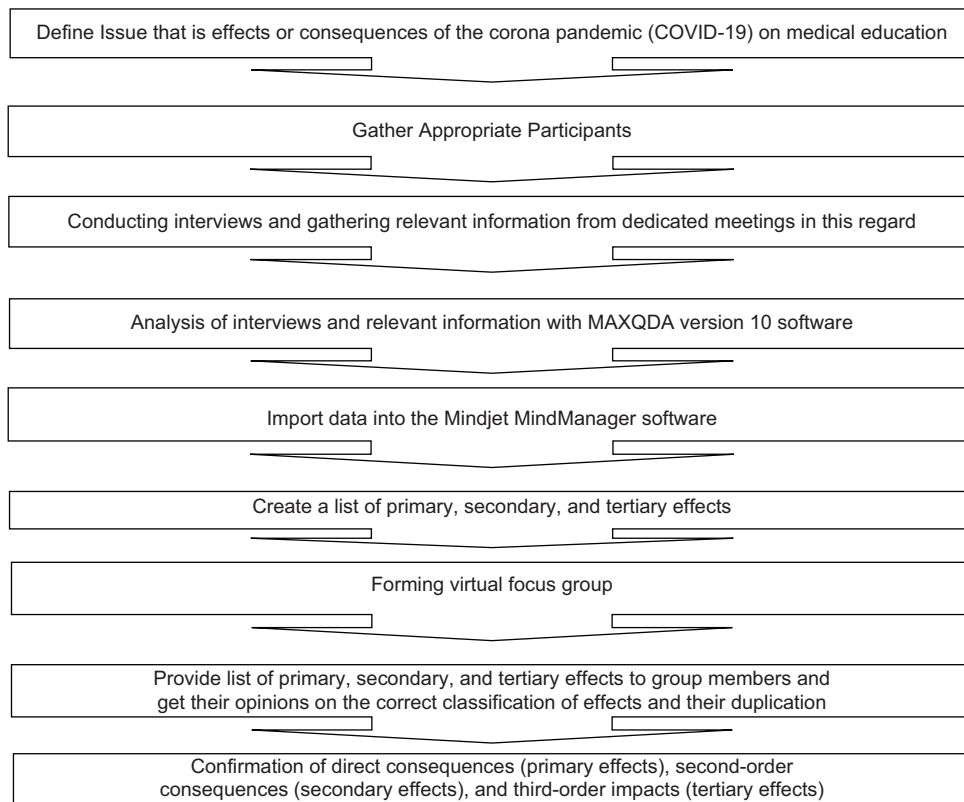 Define Issue that is effects or consequences of the corona pandemic (COVID-19) on medical education
Gather Appropriate Participants
Conducting interviews and gathering relevant information from dedicated meetings in this regard
Analysis of interviews and relevant information with MAXQDA version 10 software
Import data into the Mindjet MindManager software
Create a list of primary, secondary, and tertiary effects
Forming virtual focus group
Provide list of primary, secondary, and tertiary effects to group members and
get their opinions on the correct classification of effects and their duplication
Confirmation of direct consequences (primary effects), second-order
consequences (secondary effects), and third-order impacts (tertiary effects)